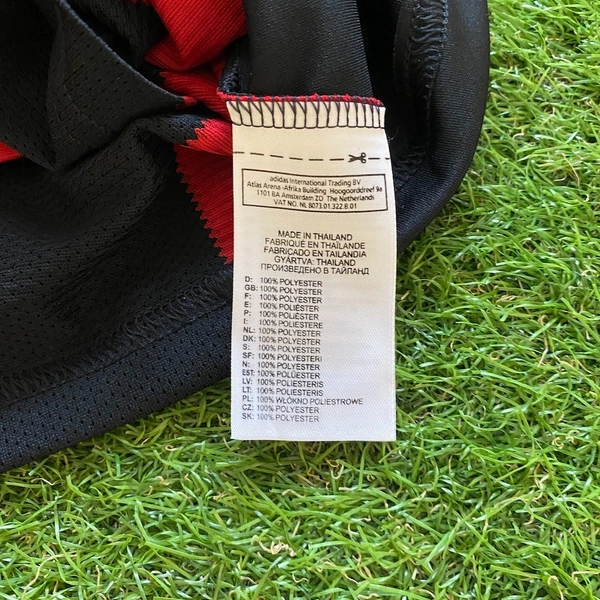 adidas International Trading BV
Atlas Arena -Afrika Building Hoogoorddreef 9a
1101 BA Amsterdam ZO The Netherlands
VAT NO. NL 8073.01.322.B.01
MADE IN THAILAND
FABRIQUÉ EN THAÏLANDE
FABRICADO EN TAILANDIA
GYÁRTVA: THAILAND
ПРОИЗВЕДЕНО В ТАЙЛАНД
D: 100% POLYESTER
GB: 100% POLYESTER
F: 100% POLYESTER
E: 100% POLIÉSTER
P: 100% POLIÉSTER
I: 100% POLIESTERE
NL: 100% POLYESTER
DK: 100% POLYESTER
S: 100% POLYESTER
SF: 100% POLYESTERI
N: 100% POLYESTER
EST: 100% POLÜESTER
LV: 100% POLIESTERIS
LT: 100% POLIESTERIS
PL: 100% WŁÓKNO POLIESTROWE
CZ: 100% POLYESTER
SK: 100% POLYESTER